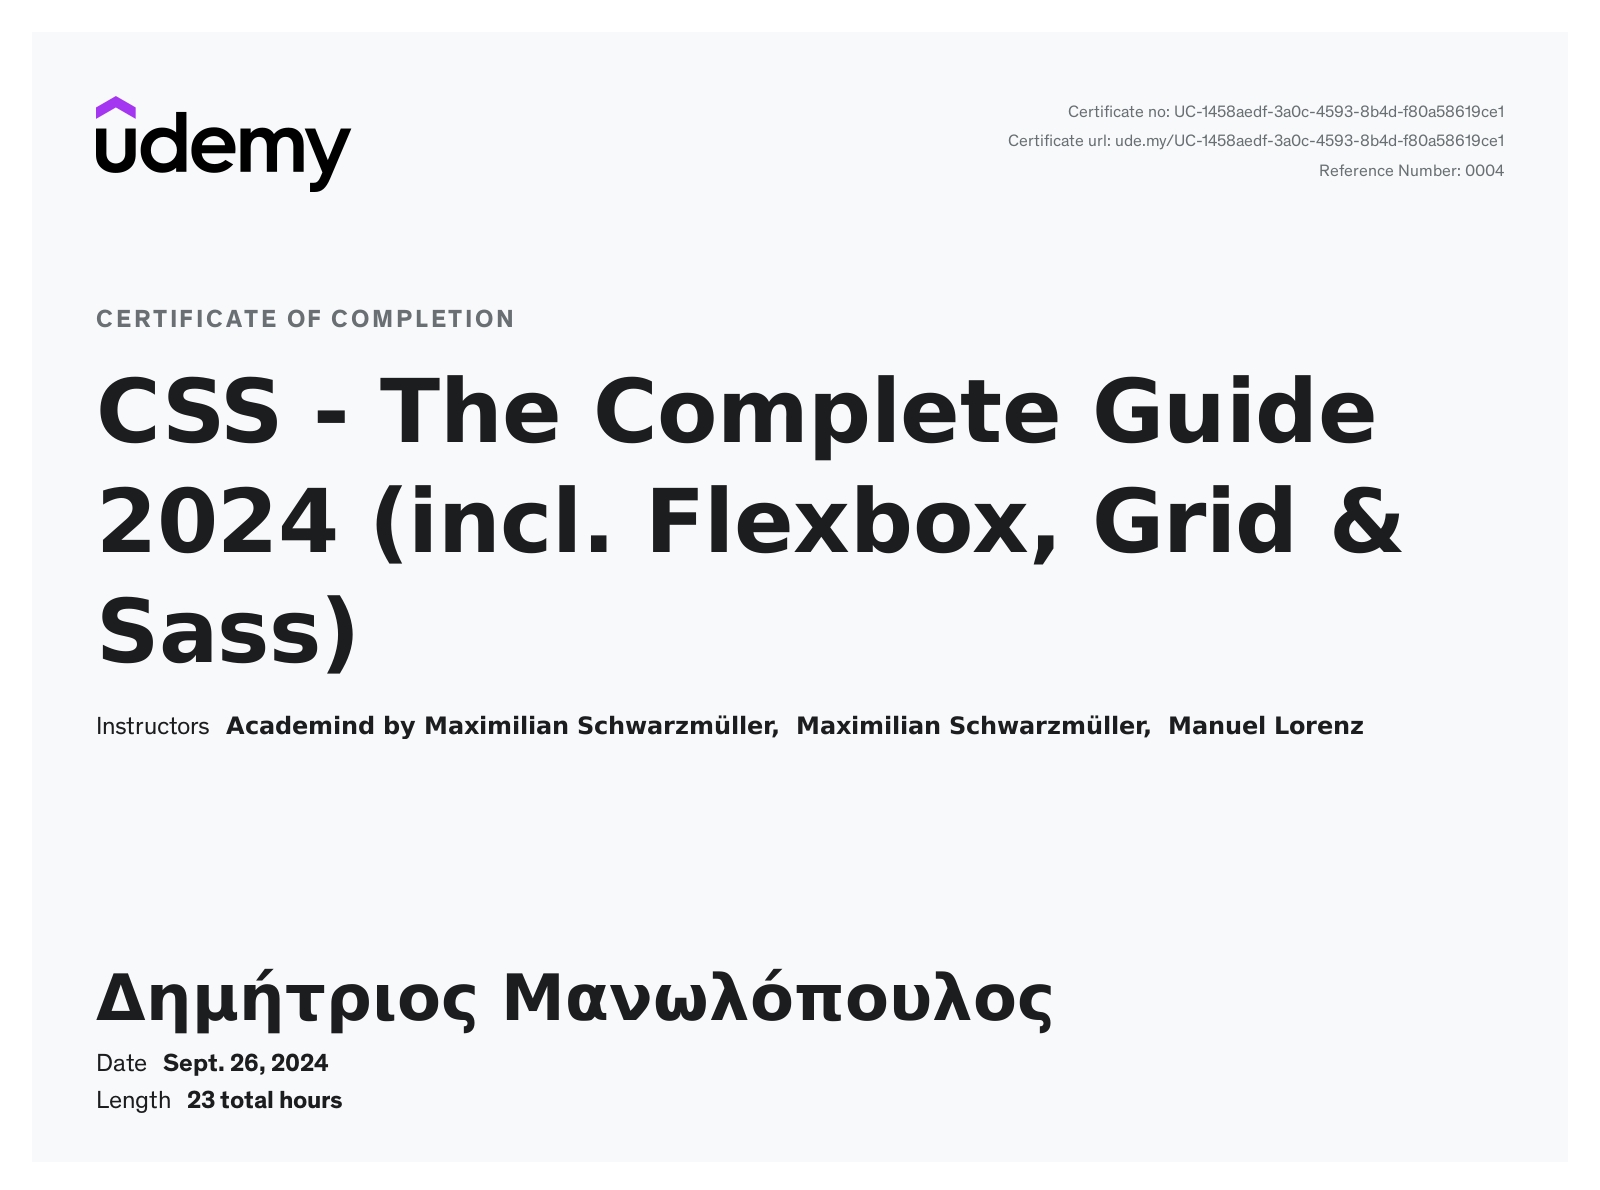 udemy
Certificate no: UC-1458aedf-3a0c-4593-8b4d-f80a58619ce1
Certificate url: ude.my/UC-1458aedf-3a0c-4593-8b4d-f80a58619ce1
Reference Number: 0004
CERTIFICATE OF COMPLETION
CSS - The Complete Guide
2024 (incl. Flexbox, Grid &
Sass)
Instructors Academind by Maximilian Schwarzmüller, Maximilian Schwarzmüller, Manuel Lorenz
Δημήτριος Μανωλόπουλος
Date Sept. 26, 2024
Length 23 total hours